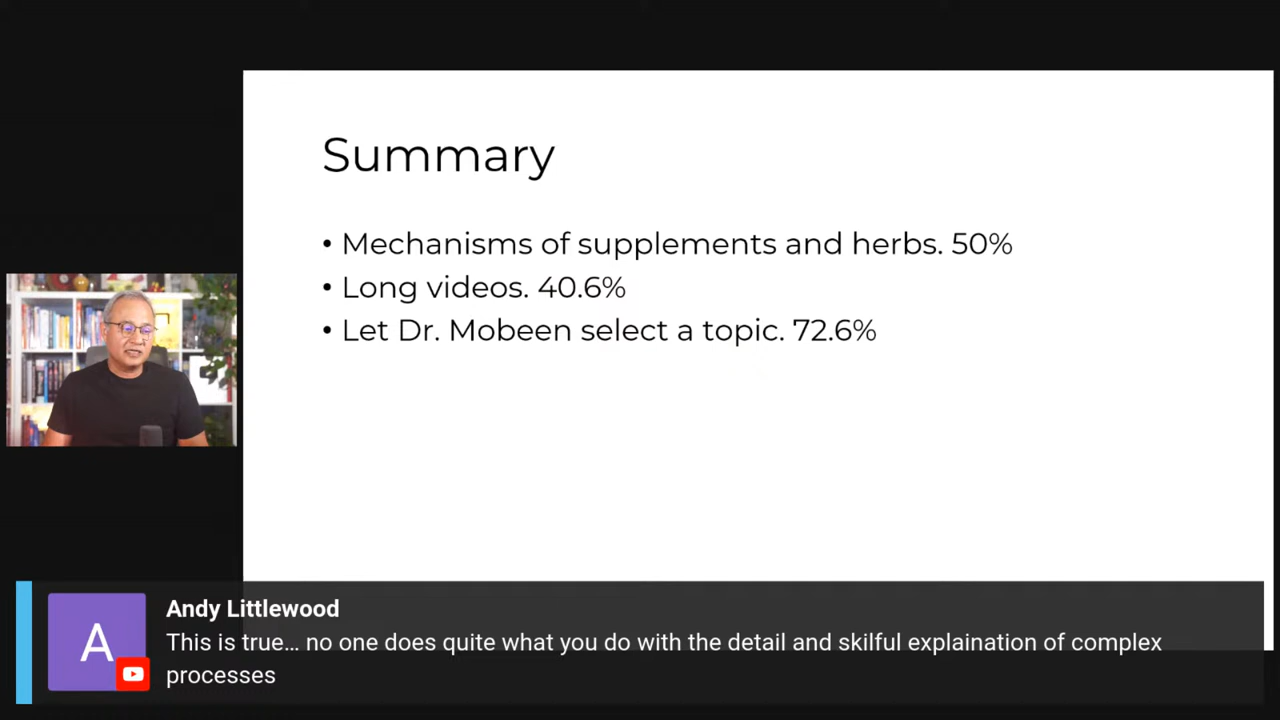 Summary
• Mechanisms of supplements and herbs. 50%
• Long videos. 40.6%
• Let Dr. Mobeen select a topic. 72.6%
A
Andy Littlewood
This is true… no one does quite what you do with the detail and skilful explaination of complex
processes